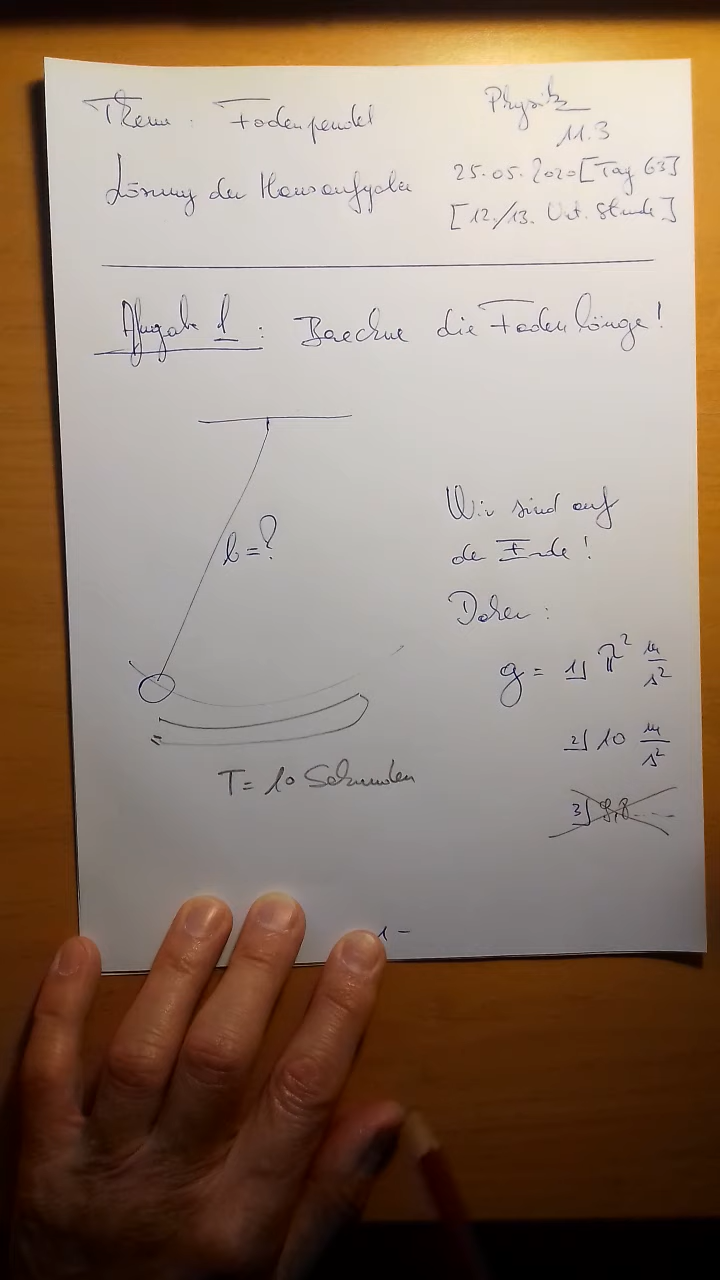 Thema : Fadenpendel
Physik
11.3
Lösung der Hausaufgabe
25.05.2020 [Tag 63]
[12./13. Unt. Stunde]
Aufgabe 1 : Berechne die Fadenlänge!
l = ?
Wir sind auf
der Erde!
Daher :
g = 1) π² m/s²
2) 10 m/s²
3) 9,8....
T = 10 Sekunden
1 -